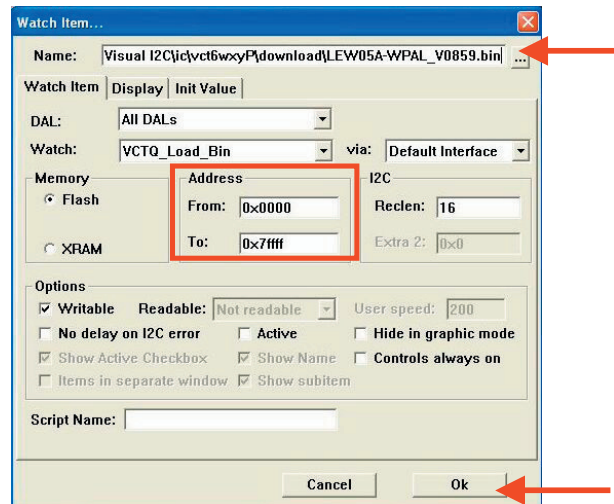 Watch Item...
Name: Visual I2C\ic\vct6wxyP\download\LEW05A-WPAL_V0859.bin ...
Watch Item Display Init Value
DAL: All DALs
Watch: VCTQ_Load_Bin via: Default Interface
Memory Address I2C
Flash From: 0x0000 Reclen: 16
XRAM To: 0x7ffff Extra 2: 0x0
Options
Writable Readable: Not readable User speed: 200
No delay on I2C error Active Hide in graphic mode
Show Active Checkbox Show Name Controls always on
Items in separate window Show subitem
Script Name:
Cancel Ok